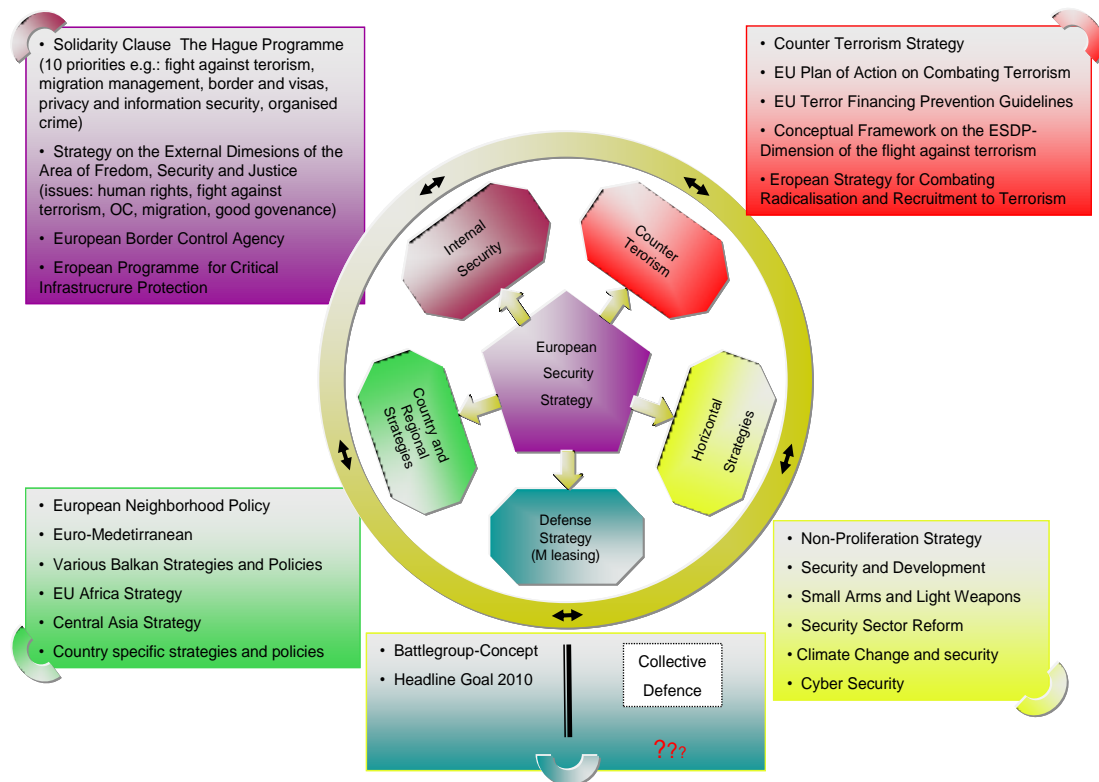 • Solidarity Clause The Hague Programme
(10 priorities e.g.: fight against terorism,
migration management, border and visas,
privacy and information security, organised
crime)
• Strategy on the External Dimesions of the
Area of Fredom, Security and Justice
(issues: human rights, fight against
terrorism, OC, migration, good govenance)
• European Border Control Agency
• Eropean Programme for Critical
Infrastrucrure Protection
• Counter Terrorism Strategy
• EU Plan of Action on Combating Terrorism
• EU Terror Financing Prevention Guidelines
• Conceptual Framework on the ESDP-
Dimension of the flight against terrorism
• Eropean Strategy for Combating
Radicalisation and Recruitment to Terrorism
Internal
Security
Counter
Terorism
European
Security
Strategy
Country and
Regional
Strategies
Horizontal
Strategies
Defense
Strategy
(M leasing)
• European Neighborhood Policy
• Euro-Medetirranean
• Various Balkan Strategies and Policies
• EU Africa Strategy
• Central Asia Strategy
• Country specific strategies and policies
• Battlegroup-Concept
• Headline Goal 2010
Collective
Defence
???
• Non-Proliferation Strategy
• Security and Development
• Small Arms and Light Weapons
• Security Sector Reform
• Climate Change and security
• Cyber Security